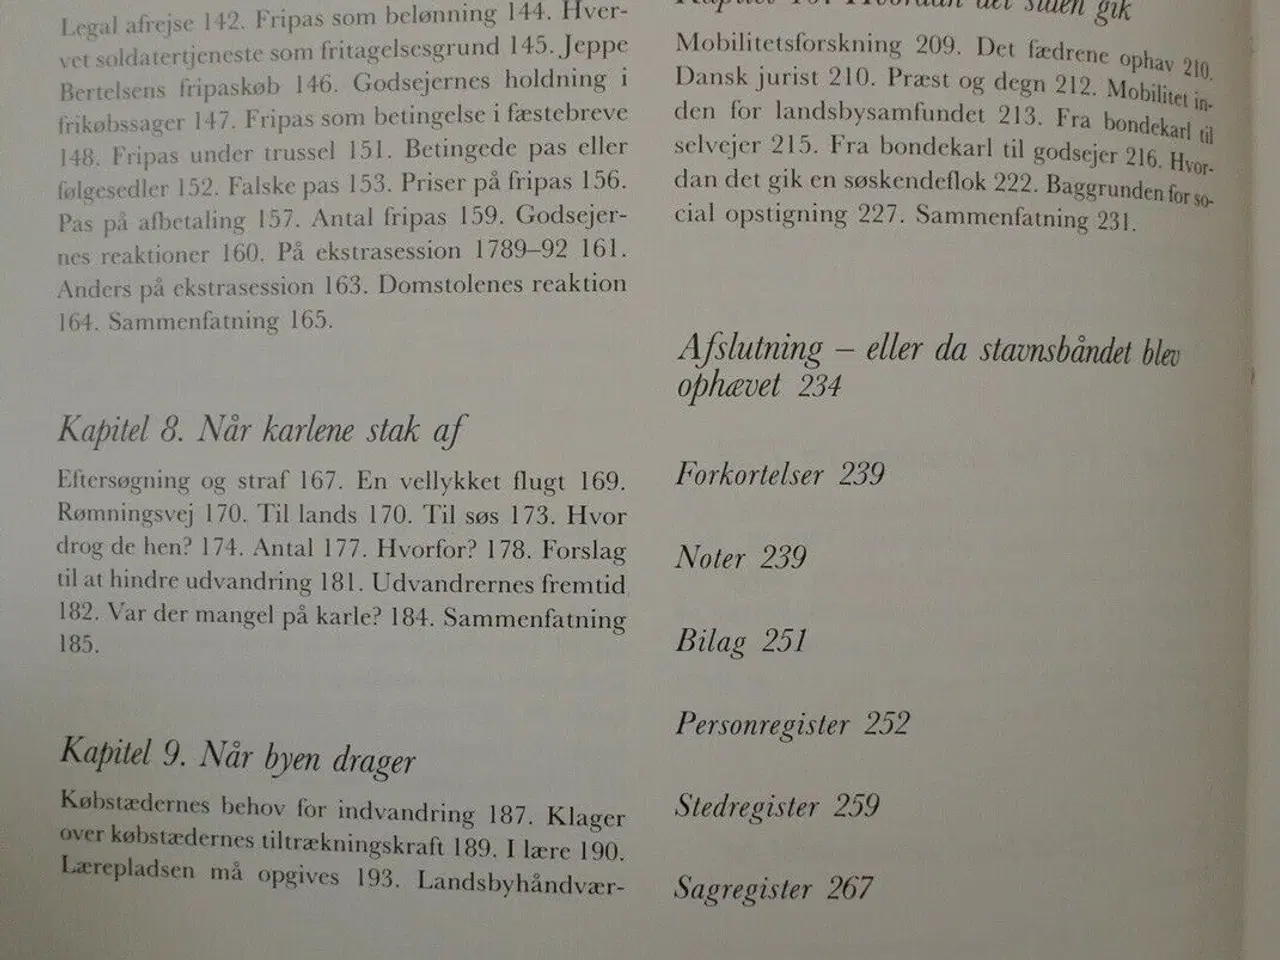 Legal afrejse 142. Fripas som belønning 144. Hver-
vet soldatertjeneste som fritagelsesgrund 145. Jeppe
Bertelsens fripaskøb 146. Godsejernes holdning i
frikøbssager 147. Fripas som betingelse i fæstebreve
148. Fripas under trussel 151. Betingede pas eller
følgesedler 152. Falske pas 153. Priser på fripas 156.
Pas på afbetaling 157. Antal fripas 159. Godsejer-
nes reaktioner 160. På ekstrasession 1789–92 161.
Anders på ekstrasession 163. Domstolenes reaktion
164. Sammenfatning 165.
Kapitel 8. Når karlene stak af
Eftersøgning og straf 167. En vellykket flugt 169.
Rømningsvej 170. Til lands 170. Til søs 173. Hvor
drog de hen? 174. Antal 177. Hvorfor? 178. Forslag
til at hindre udvandring 181. Udvandrernes fremtid
182. Var der mangel på karle? 184. Sammenfatning
185.
Kapitel 9. Når byen drager
Købstædernes behov for indvandring 187. Klager
over købstædernes tiltrækningskraft 189. I lære 190.
Lærepladsen må opgives 193. Landsbyhåndvær-
Kapitel 10. Hvordan det siden gik
Mobilitetsforskning 209. Det fædrene ophav 210.
Dansk jurist 210. Præst og degn 212. Mobilitet in-
den for landsbysamfundet 213. Fra bondekarl til
selvejer 215. Fra bondekarl til godsejer 216. Hvor-
dan det gik en søskendeflok 222. Baggrunden for so-
cial opstigning 227. Sammenfatning 231.
Afslutning – eller da stavnsbåndet blev
ophævet 234
Forkortelser 239
Noter 239
Bilag 251
Personregister 252
Stedregister 259
Sagregister 267